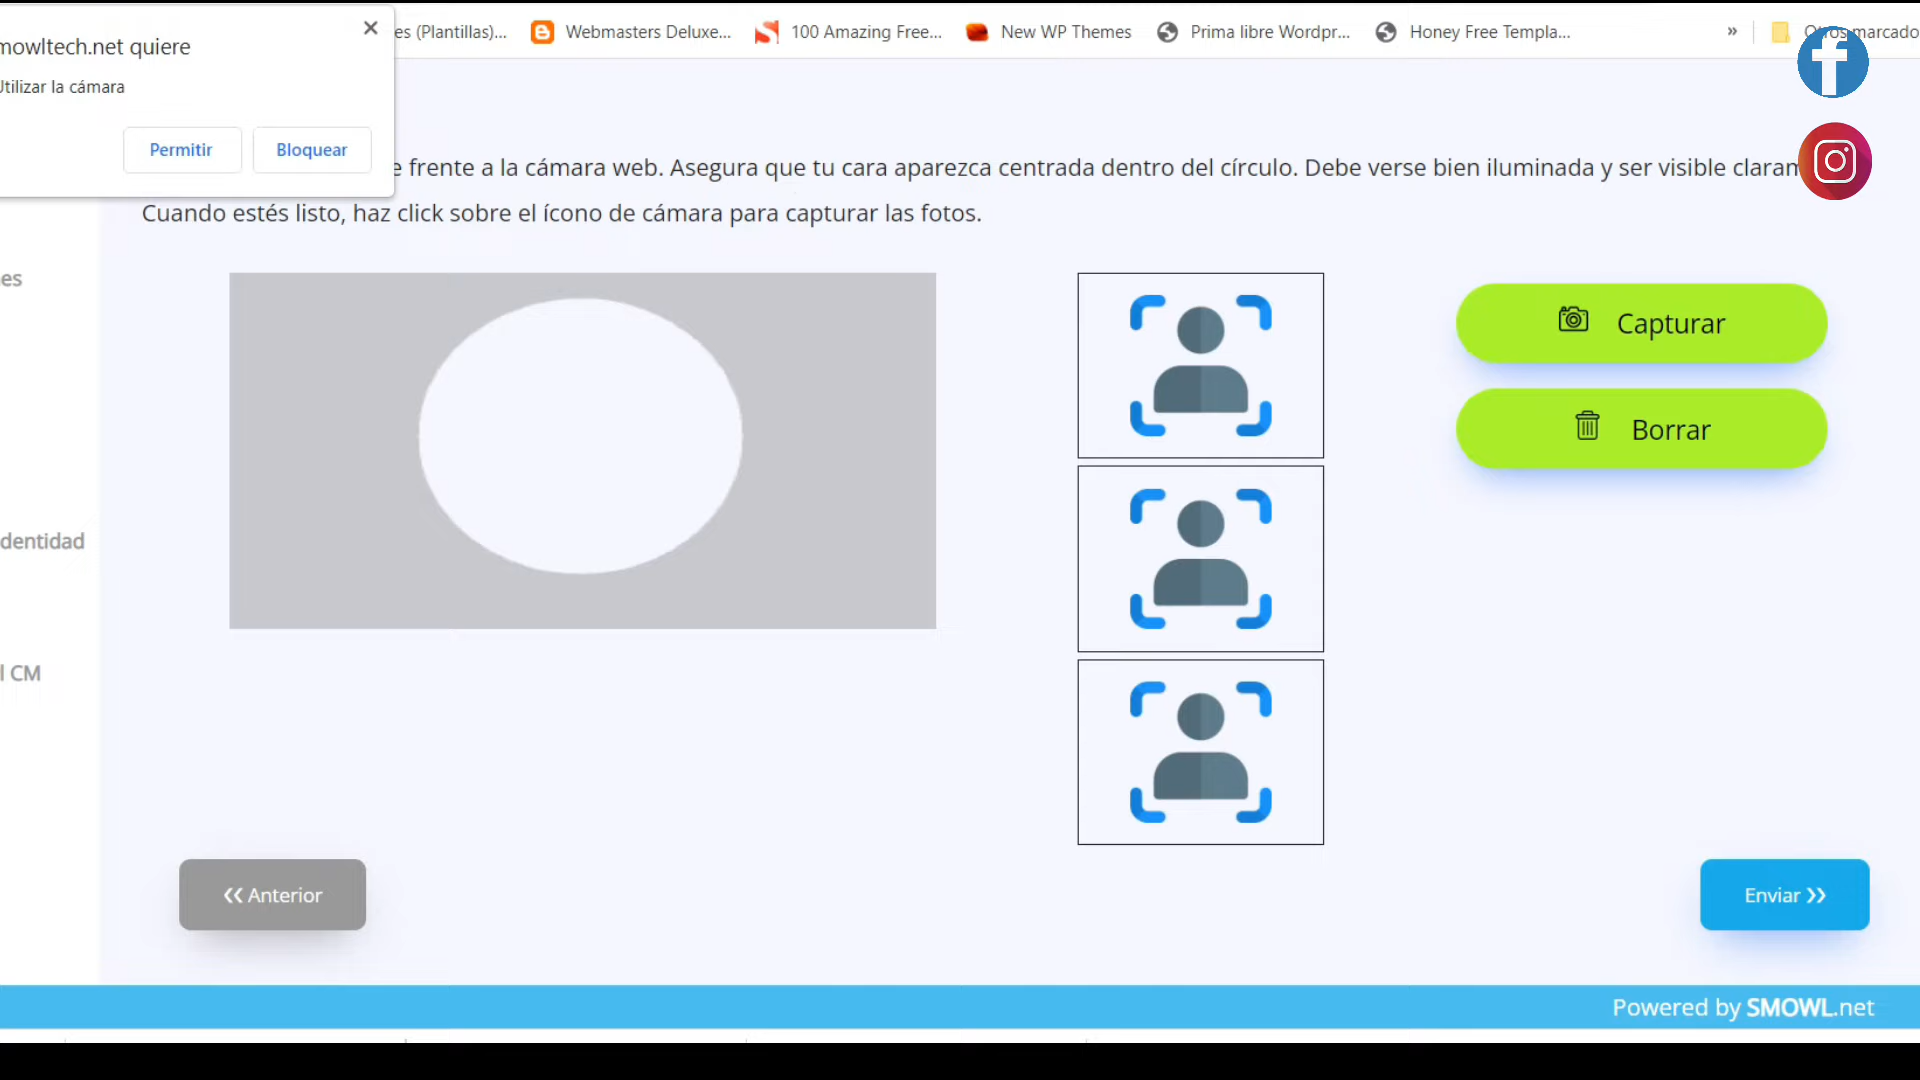 es (Plantillas)... Webmasters Deluxe... 100 Amazing Free... New WP Themes Prima libre Wordpr... Honey Free Templa... » Otros marcado
mowltech.net quiere
Utilizar la cámara
Permitir Bloquear
e frente a la cámara web. Asegura que tu cara aparezca centrada dentro del círculo. Debe verse bien iluminada y ser visible claram
Cuando estés listo, haz click sobre el ícono de cámara para capturar las fotos.
es
Capturar
Borrar
dentidad
l CM
Anterior
Enviar
Powered by SMOWL.net